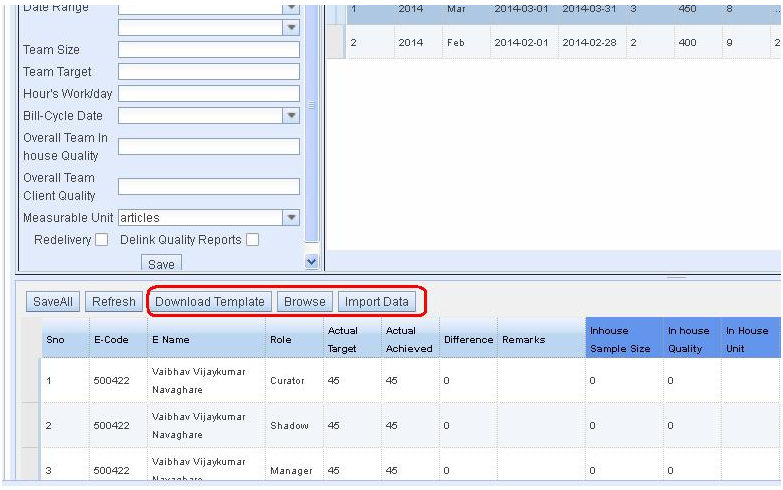 Date Range
Team Size
Team Target
Hour's Work/day
Bill-Cycle Date
Overall Team In
house Quality
Overall Team
Client Quality
Measurable Unit articles
Redelivery Delink Quality Reports
Save
1 2014 Mar 2014-03-01 2014-03-31 3 450 8
2 2014 Feb 2014-02-01 2014-02-28 2 400 9 2
SaveAll Refresh Download Template Browse Import Data
Sno E-Code E Name Role Actual Target Actual Achieved Difference Remarks Inhouse Sample Size In house Quality In House Unit
1 500422 Vaibhav Vijaykumar Navaghare Curator 45 45 0 0 0
2 500422 Vaibhav Vijaykumar Navaghare Shadow 45 45 0 0 0
3 500422 Vaibhav Vijaykumar Navaghare Manager 45 45 0 0 0